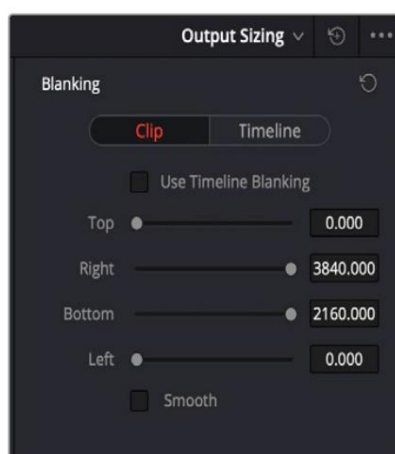 Output Sizing
Blanking
Clip Timeline
Use Timeline Blanking
Top 0.000
Right 3840.000
Bottom 2160.000
Left 0.000
Smooth